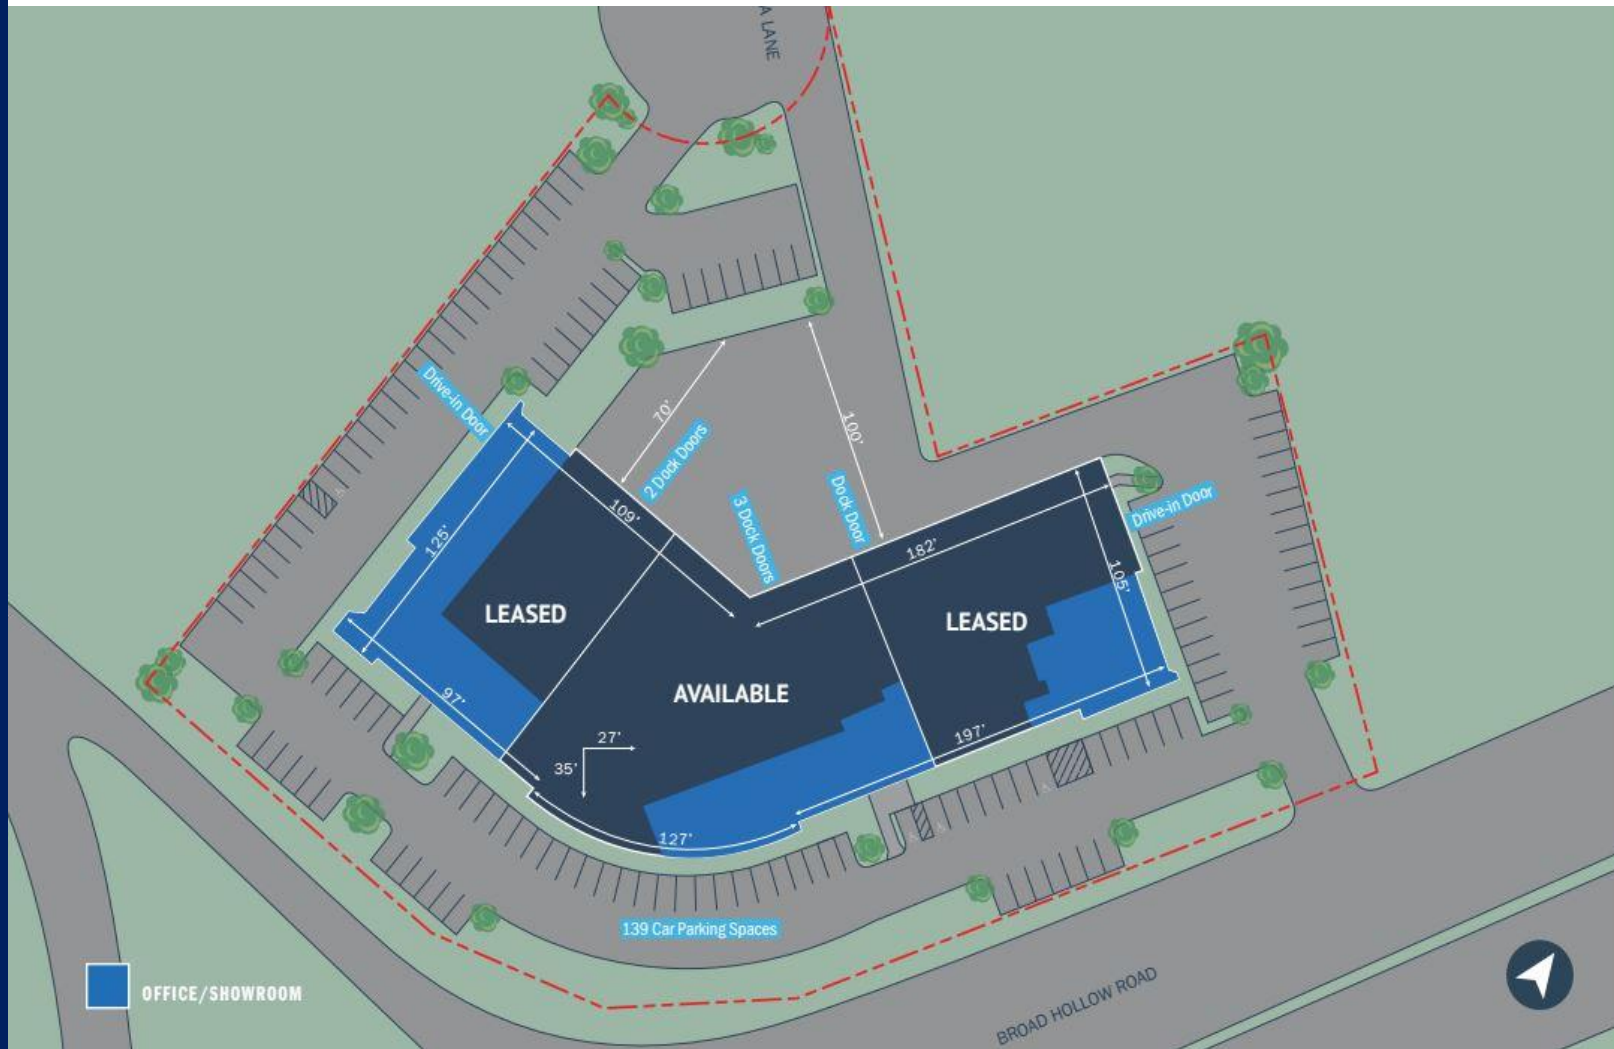 A LANE
Drive-in Door
70'
2 Dock Doors
100'
109'
3 Dock Doors
Dock Door
182'
Drive-in Door
125'
105'
LEASED
LEASED
AVAILABLE
97'
27'
35'
197'
127'
139 Car Parking Spaces
OFFICE/SHOWROOM
BROAD HOLLOW ROAD